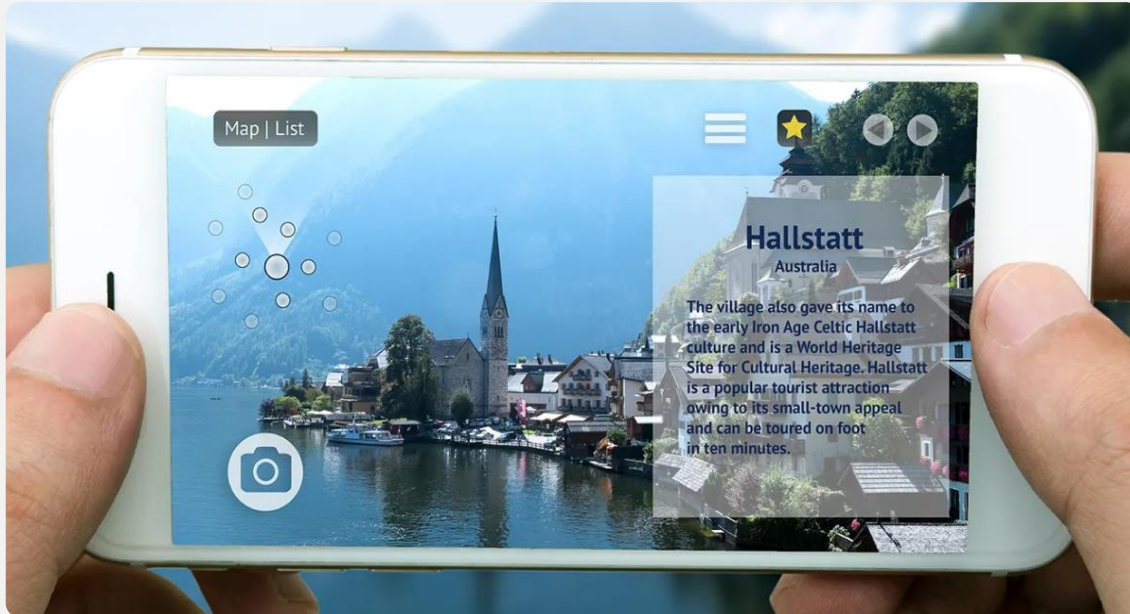 Map | List
Hallstatt
Australia
The village also gave its name to
the early Iron Age Celtic Hallstatt
culture and is a World Heritage
Site for Cultural Heritage. Hallstatt
is a popular tourist attraction
owing to its small-town appeal
and can be toured on foot
in ten minutes.